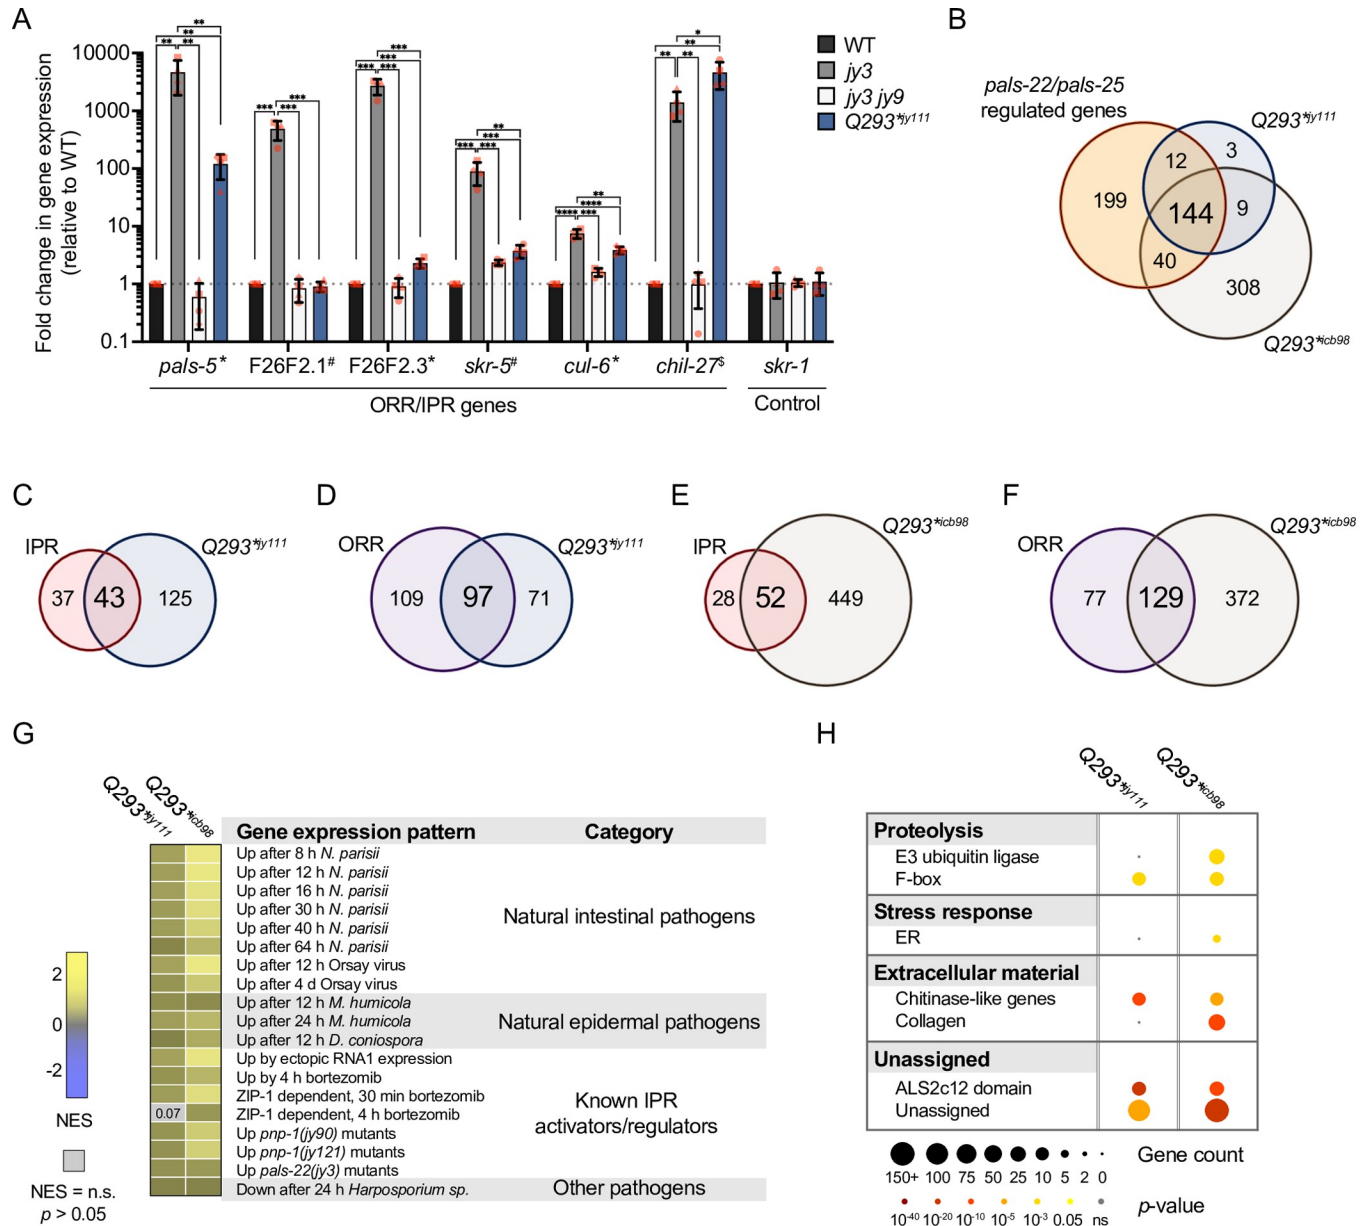 A
Fold change in gene expression
(relative to WT)
10000
1000
100
10
1
0.1
** ** ** **
*** *** ***
*** *** *** ***
*** *** *** **
**** *** **** **
** ** ** *
pals-5*
F26F2.1#
F26F2.3*
skr-5#
cul-6*
chil-27$
skr-1
ORR/IPR genes
Control
WT
jy3
jy3 jy9
Q293*jy111
B
pals-22/pals-25
regulated genes
Q293*jy111
12
3
199
144
9
40
308
Q293*icb98
C
IPR
Q293*jy111
37
43
125
D
ORR
Q293*jy111
109
97
71
E
IPR
Q293*icb98
28
52
449
F
ORR
Q293*icb98
77
129
372
G
Q293*jy111
Q293*icb98
Gene expression pattern
Category
Up after 8 h N. parisii
Up after 12 h N. parisii
Up after 16 h N. parisii
Up after 30 h N. parisii
Up after 40 h N. parisii
Up after 64 h N. parisii
Up after 12 h Orsay virus
Up after 4 d Orsay virus
Natural intestinal pathogens
Up after 12 h M. humicola
Up after 24 h M. humicola
Up after 12 h D. coniospora
Natural epidermal pathogens
Up by ectopic RNA1 expression
Up by 4 h bortezomib
ZIP-1 dependent, 30 min bortezomib
0.07
ZIP-1 dependent, 4 h bortezomib
Up pnp-1(jy90) mutants
Up pnp-1(jy121) mutants
Up pals-22(jy3) mutants
Known IPR
activators/regulators
Down after 24 h Harposporium sp.
Other pathogens
2
0
-2
NES
NES = n.s.
p > 0.05
H
Q293*jy111
Q293*icb98
Proteolysis
E3 ubiquitin ligase
F-box
Stress response
ER
Extracellular material
Chitinase-like genes
Collagen
Unassigned
ALS2c12 domain
Unassigned
Gene count
150+ 100 75 50 25 10 5 2 0
p-value
10-40 10-20 10-10 10-5 10-3 0.05 ns